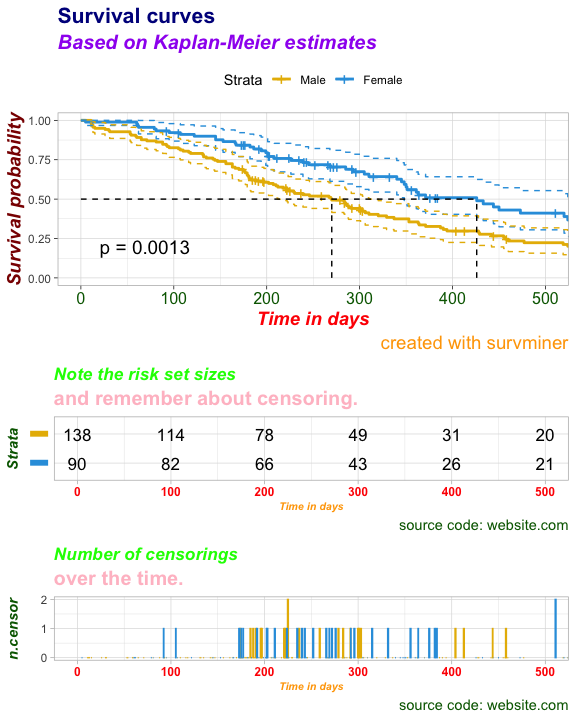 Survival curves
Based on Kaplan-Meier estimates
Strata Male Female
Survival probability
1.00
0.75
0.50
0.25
0.00
p = 0.0013
0 100 200 300 400 500
Time in days
created with survminer
Note the risk set sizes
and remember about censoring.
Strata
138 114 78 49 31 20
90 82 66 43 26 21
0 100 200 300 400 500
Time in days
source code: website.com
Number of censorings
over the time.
n.censor
2
1
0
0 100 200 300 400 500
Time in days
source code: website.com